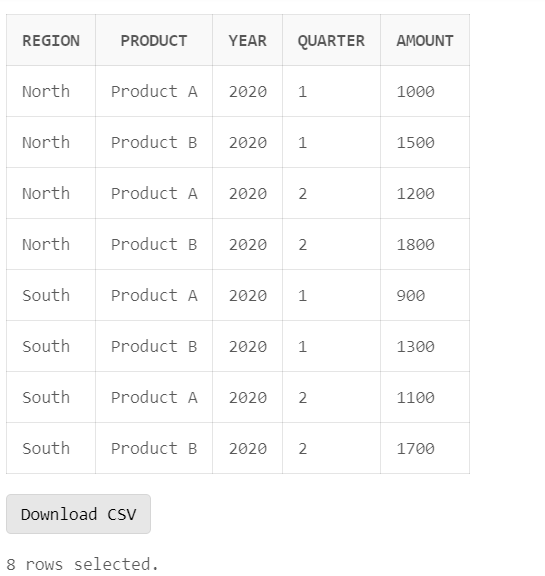 REGION PRODUCT YEAR QUARTER AMOUNT
North Product A 2020 1 1000
North Product B 2020 1 1500
North Product A 2020 2 1200
North Product B 2020 2 1800
South Product A 2020 1 900
South Product B 2020 1 1300
South Product A 2020 2 1100
South Product B 2020 2 1700
Download CSV
8 rows selected.